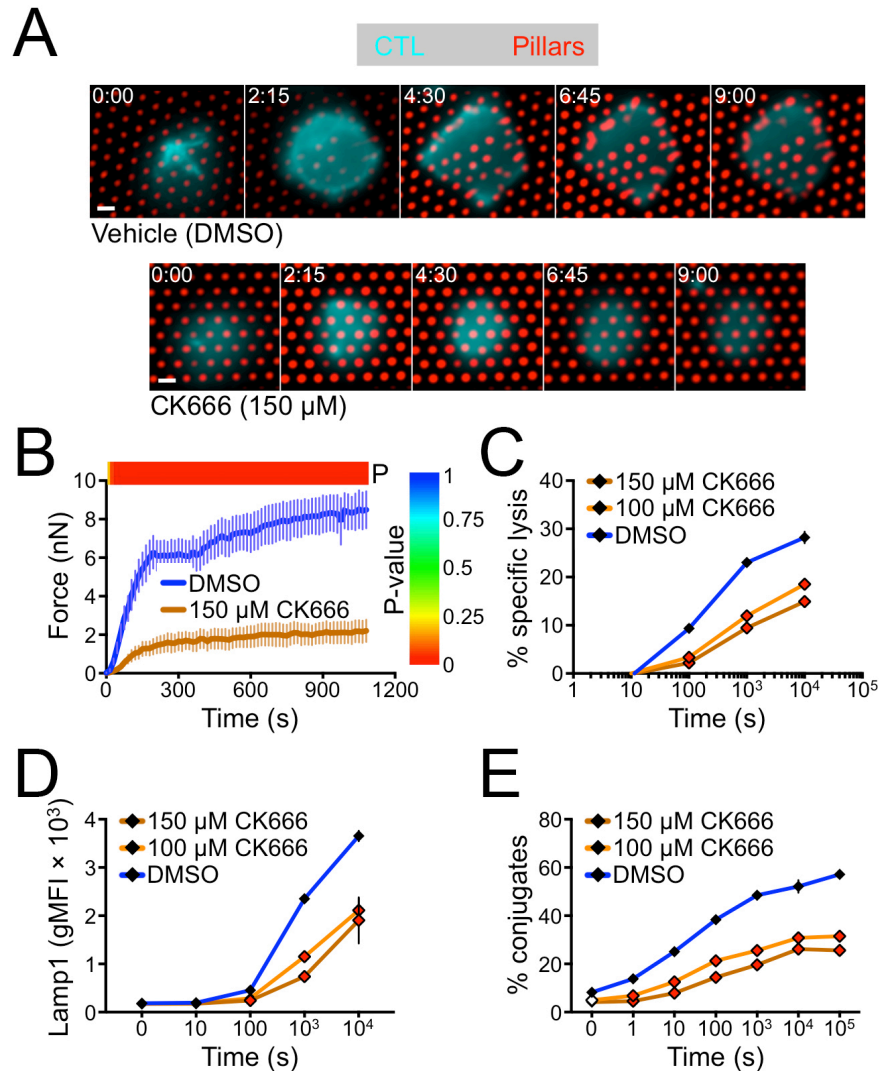 A
CTL Pillars
0:00 2:15 4:30 6:45 9:00
Vehicle (DMSO)
0:00 2:15 4:30 6:45 9:00
CK666 (150 µM)
B
P
10
8
6
4
2
0
Force (nN)
DMSO
150 µM CK666
0 300 600 900 1200
Time (s)
1
0.75
0.50
0.25
0
P-value
C
150 µM CK666
100 µM CK666
DMSO
40
30
20
10
0
% specific lysis
1 10 100 10³ 10⁴ 10⁵
Time (s)
D
150 µM CK666
100 µM CK666
DMSO
4
3
2
1
0
Lamp1 (gMFI × 10³)
0 10 100 10³ 10⁴
Time (s)
E
150 µM CK666
100 µM CK666
DMSO
80
60
40
20
0
% conjugates
0 1 10 100 10³ 10⁴ 10⁵
Time (s)